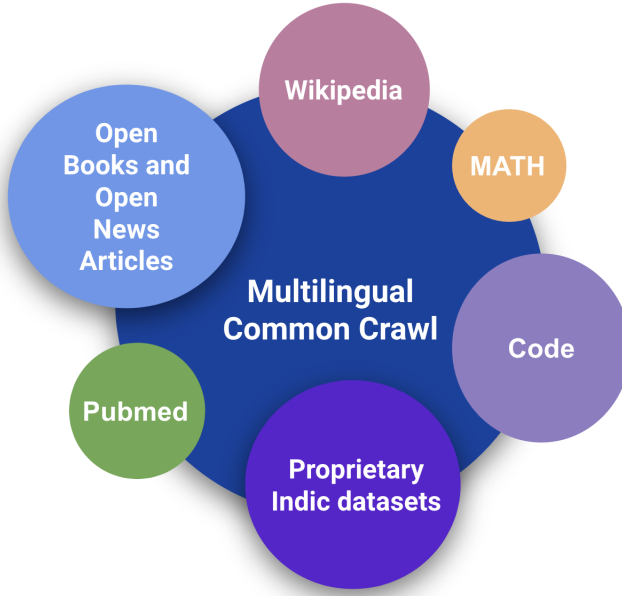 Wikipedia
Open
Books and
Open
News
Articles
MATH
Multilingual
Common Crawl
Code
Pubmed
Proprietary
Indic datasets